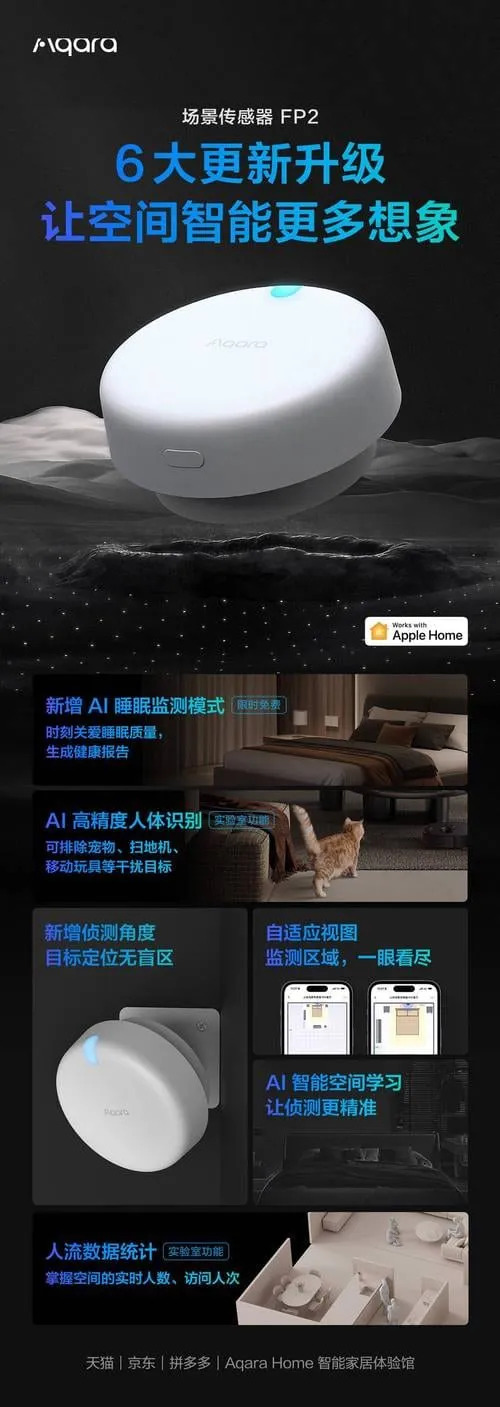 Aqara
场景传感器 FP2
6大更新升级
让空间智能更多想象
Aqara
Works with
Apple Home
新增 AI 睡眠监测模式 限时免费
时刻关爱睡眠质量，
生成健康报告
AI 高精度人体识别 实验室功能
可排除宠物、扫地机、
移动玩具等干扰目标
新增侦测角度
目标定位无盲区
Aqara
自适应视图
监测区域，一眼看尽
AI 智能空间学习
让侦测更精准
人流数据统计 实验室功能
掌握空间的实时人数、访问人次
天猫｜京东｜拼多多｜Aqara Home 智能家居体验馆